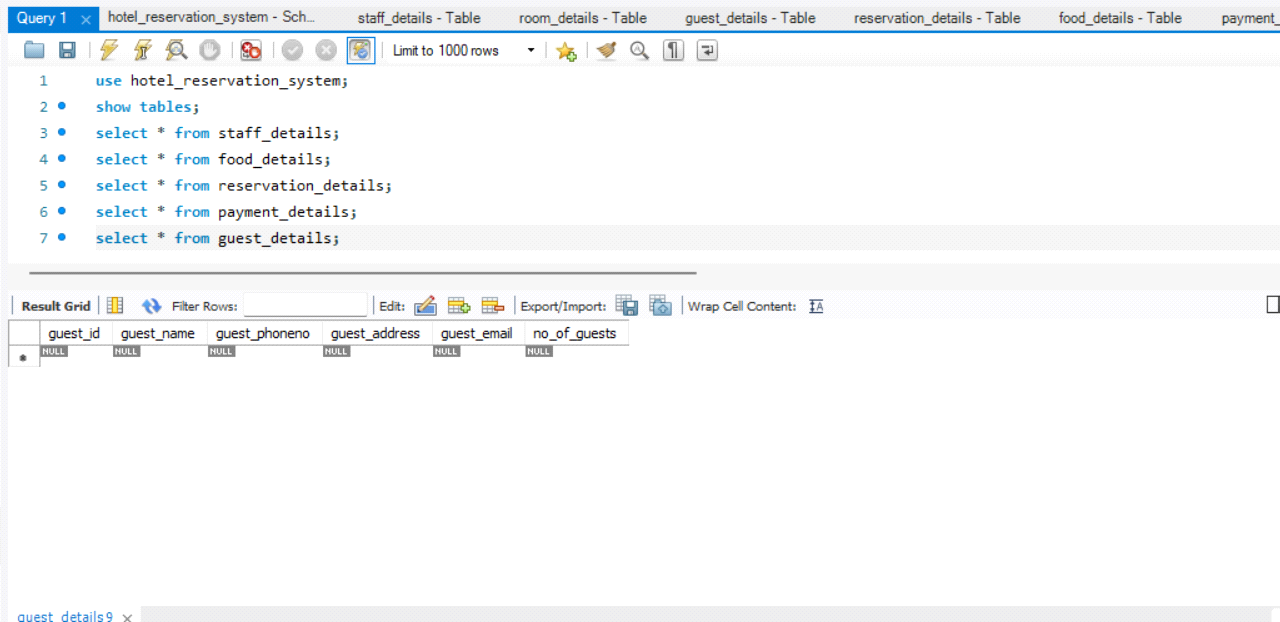 Query 1 hotel_reservation_system - Sch... staff_details - Table room_details - Table guest_details - Table reservation_details - Table food_details - Table payment_
Limit to 1000 rows
1 use hotel_reservation_system;
2 show tables;
3 select * from staff_details;
4 select * from food_details;
5 select * from reservation_details;
6 select * from payment_details;
7 select * from guest_details;
Result Grid Filter Rows: Edit: Export/Import: Wrap Cell Content:
guest_id guest_name guest_phoneno guest_address guest_email no_of_guests
NULL NULL NULL NULL NULL NULL
guest_details9